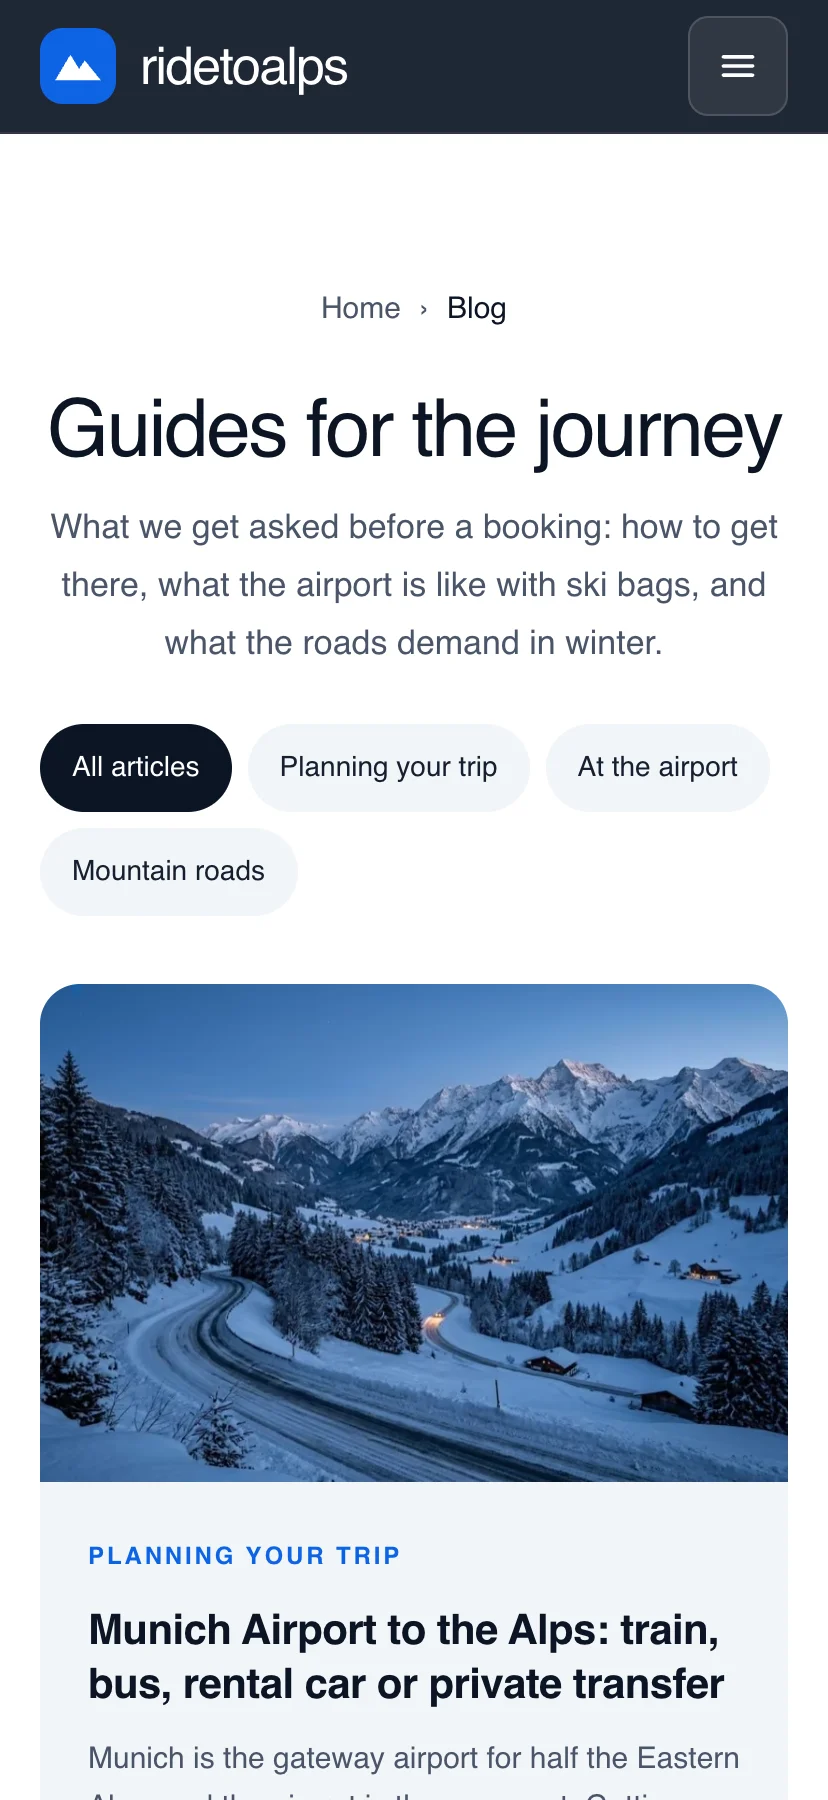 ridetoalps
Home › Blog
Guides for the journey
What we get asked before a booking: how to get
there, what the airport is like with ski bags, and
what the roads demand in winter.
All articles
Planning your trip
At the airport
Mountain roads
PLANNING YOUR TRIP
Munich Airport to the Alps: train,
bus, rental car or private transfer
Munich is the gateway airport for half the Eastern